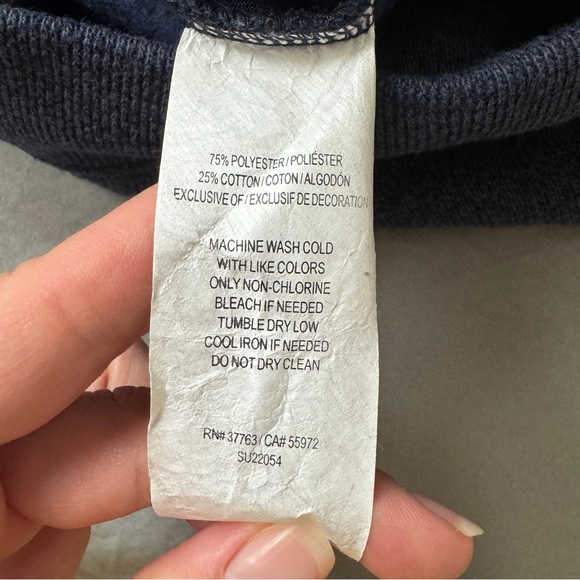 75% POLYESTER/POLIÉSTER
25% COTTON/COTON/ALGODÓN
EXCLUSIVE OF/EXCLUSIF DE DECORATION
MACHINE WASH COLD
WITH LIKE COLORS
ONLY NON-CHLORINE
BLEACH IF NEEDED
TUMBLE DRY LOW
COOL IRON IF NEEDED
DO NOT DRY CLEAN
RN# 37763 / CA# 55972
SU22054